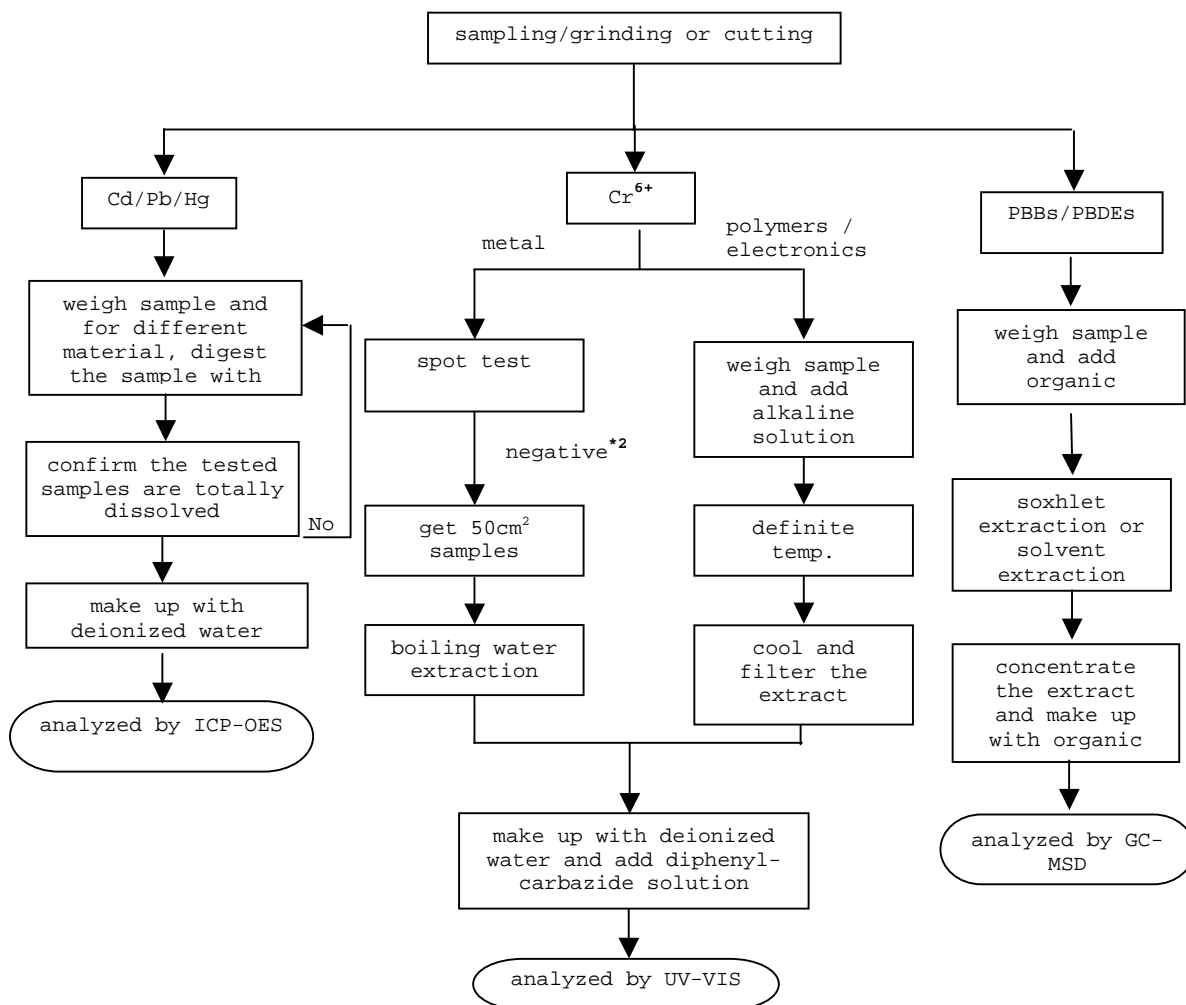 sampling/grinding or cutting
Cd/Pb/Hg
weigh sample and
for different
material, digest
the sample with
confirm the tested
samples are totally
dissolved
No
make up with
deionized water
analyzed by ICP-OES
Cr⁶⁺
metal
polymers /
electronics
spot test
negative*²
get 50cm²
samples
boiling water
extraction
weigh sample
and add
alkaline
solution
definite
temp.
cool and
filter the
extract
make up with deionized
water and add diphenyl-
carbazide solution
analyzed by UV-VIS
PBBs/PBDEs
weigh sample
and add
organic
soxhlet
extraction or
solvent
extraction
concentrate
the extract
and make up
with organic
analyzed by GC-
MSD